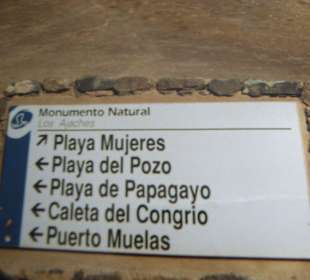 Monumento Natural
Los Ajaches
↗ Playa Mujeres
← Playa del Pozo
← Playa de Papagayo
← Caleta del Congrio
← Puerto Muelas